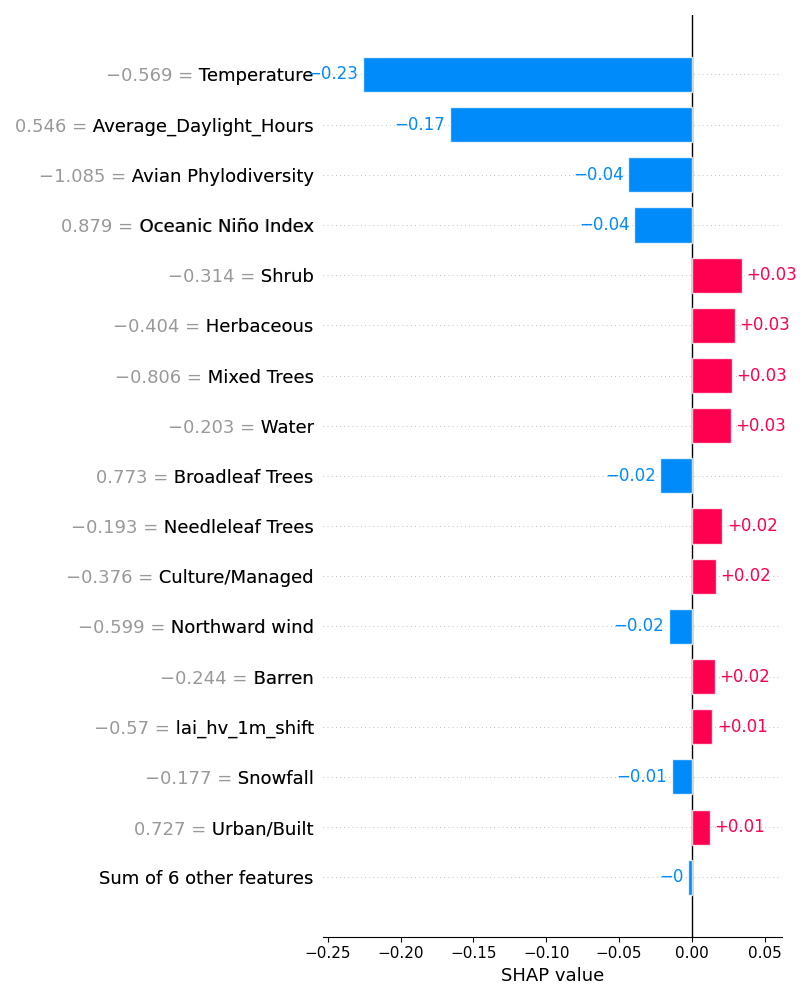 −0.569 = Temperature −0.23
0.546 = Average_Daylight_Hours −0.17
−1.085 = Avian Phylodiversity −0.04
0.879 = Oceanic Niño Index −0.04
−0.314 = Shrub +0.03
−0.404 = Herbaceous +0.03
−0.806 = Mixed Trees +0.03
−0.203 = Water +0.03
0.773 = Broadleaf Trees −0.02
−0.193 = Needleleaf Trees +0.02
−0.376 = Culture/Managed +0.02
−0.599 = Northward wind −0.02
−0.244 = Barren +0.02
−0.57 = lai_hv_1m_shift +0.01
−0.177 = Snowfall −0.01
0.727 = Urban/Built +0.01
Sum of 6 other features −0
−0.25 −0.20 −0.15 −0.10 −0.05 0.00 0.05
SHAP value